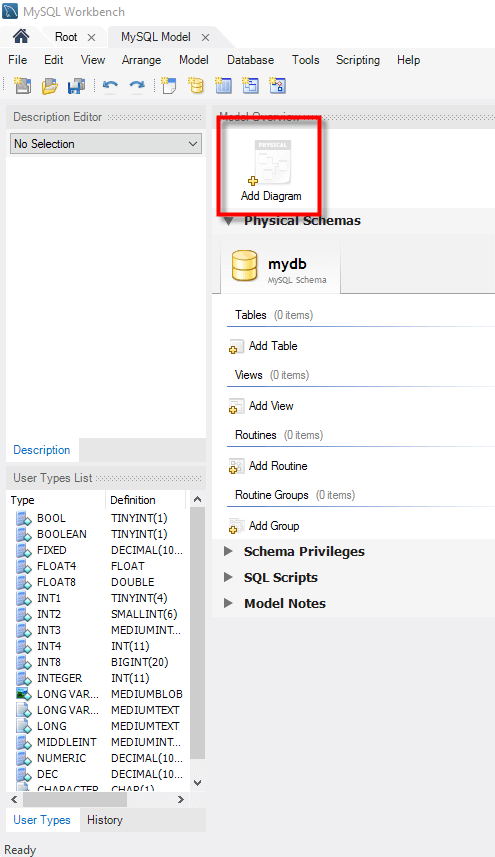 MySQL Workbench
Root
MySQL Model
File Edit View Arrange Model Database Tools Scripting Help
Description Editor
No Selection
Description
User Types List
Type Definition
BOOL TINYINT(1)
BOOLEAN TINYINT(1)
FIXED DECIMAL(10...
FLOAT4 FLOAT
FLOAT8 DOUBLE
INT1 TINYINT(4)
INT2 SMALLINT(6)
INT3 MEDIUMINT...
INT4 INT(11)
INT8 BIGINT(20)
INTEGER INT(11)
LONG VAR... MEDIUMBLOB
LONG VAR... MEDIUMTEXT
LONG MEDIUMTEXT
MIDDLEINT MEDIUMINT...
NUMERIC DECIMAL(10...
DEC DECIMAL(10...
CHARACTER CHAR(1)
User Types History
Ready
Model Overview
PHYSICAL
Add Diagram
Physical Schemas
mydb
MySQL Schema
Tables (0 items)
Add Table
Views (0 items)
Add View
Routines (0 items)
Add Routine
Routine Groups (0 items)
Add Group
Schema Privileges
SQL Scripts
Model Notes